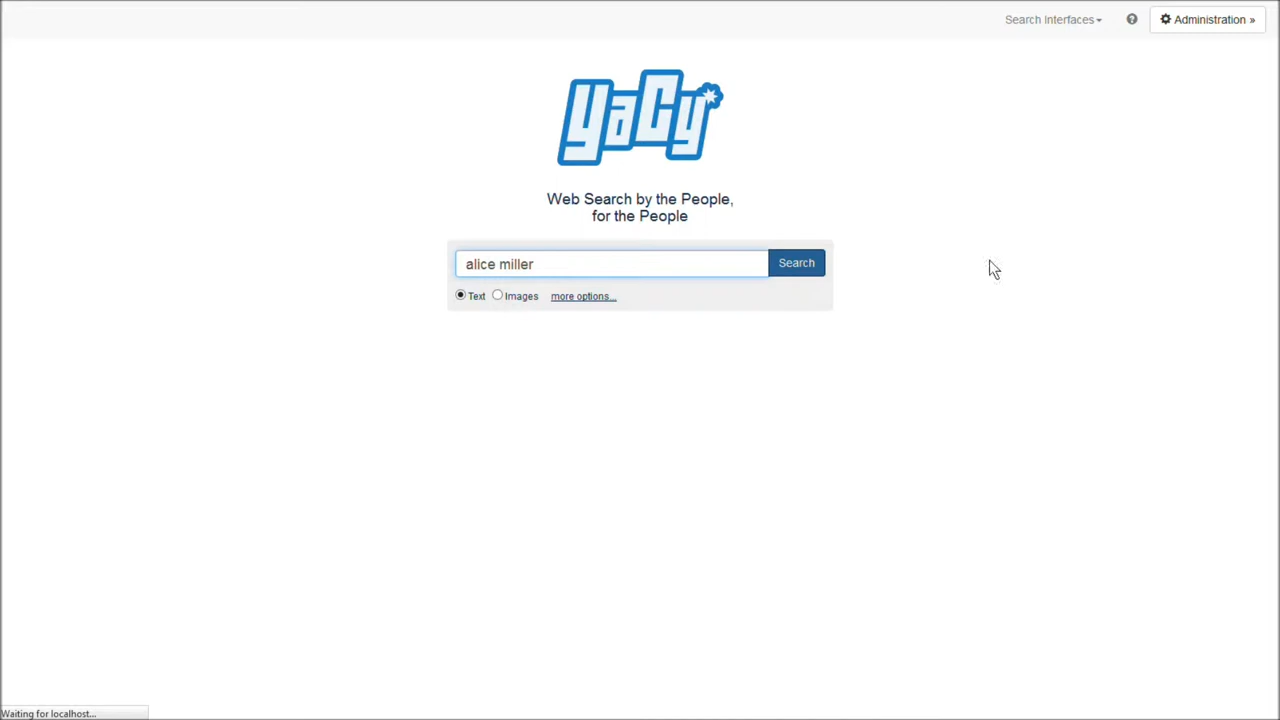 Search Interfaces
Administration »
YaCy
Web Search by the People,
for the People
alice miller
Search
Text
Images
more options...
Waiting for localhost...